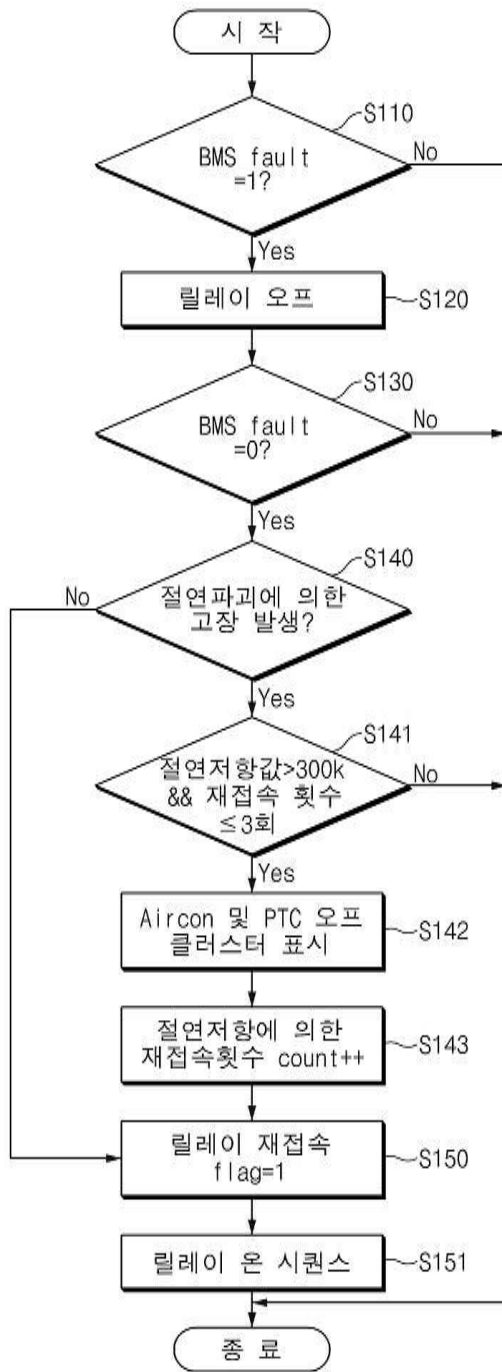 시 작
S110
BMS fault
=1?
No
Yes
릴레이 오프
S120
S130
BMS fault
=0?
No
Yes
S140
No
절연파괴에 의한
고장 발생?
Yes
S141
절연저항값>300k
&& 재접속 횟수
≤3회
No
Yes
Aircon 및 PTC 오프
클러스터 표시
S142
절연저항에 의한
재접속횟수 count++
S143
릴레이 재접속
flag=1
S150
릴레이 온 시퀀스
S151
종 료